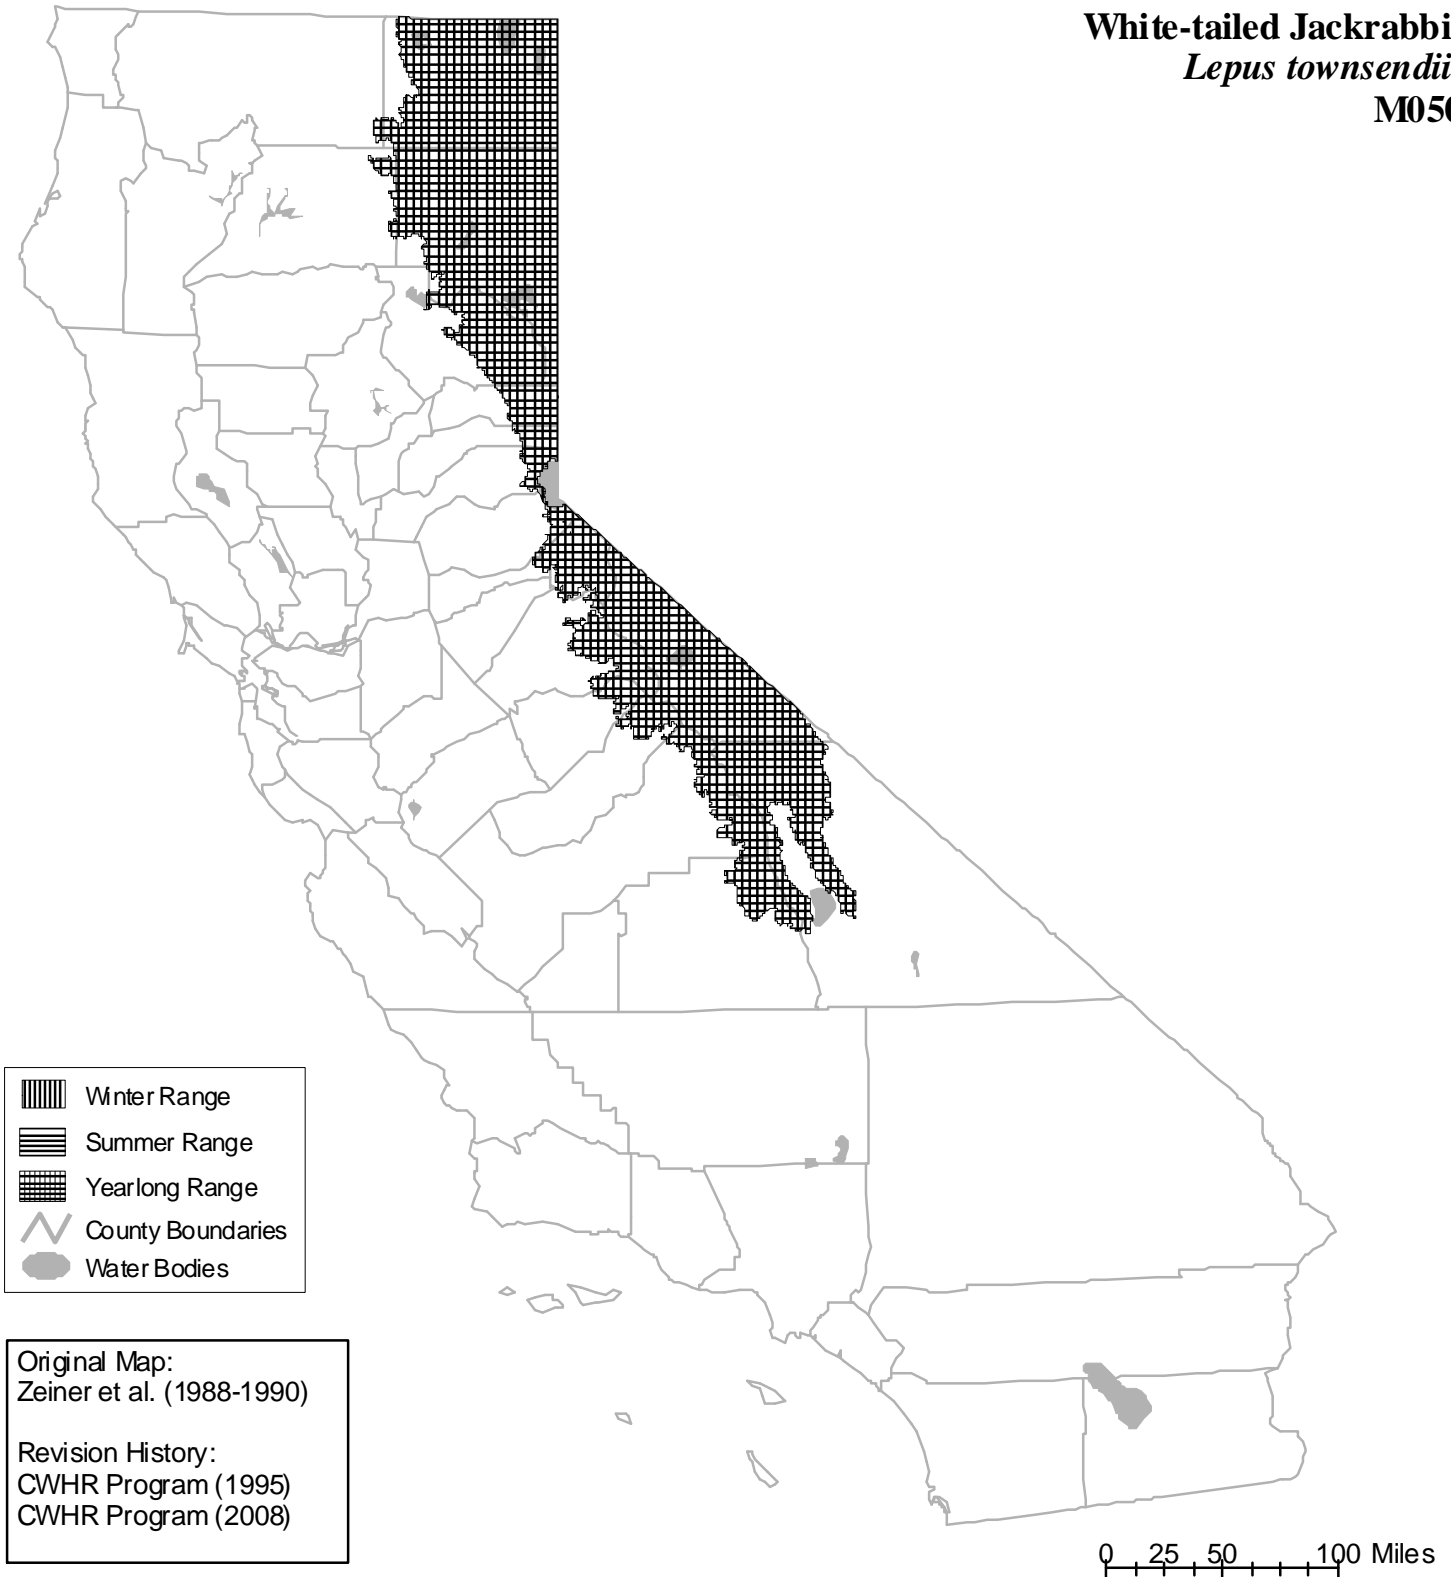 White-tailed Jackrabbi
Lepus townsendii
M050
Winter Range
Summer Range
Yearlong Range
County Boundaries
Water Bodies
Original Map:
Zeiner et al. (1988-1990)
Revision History:
CWHR Program (1995)
CWHR Program (2008)
0 25 50 100 Miles